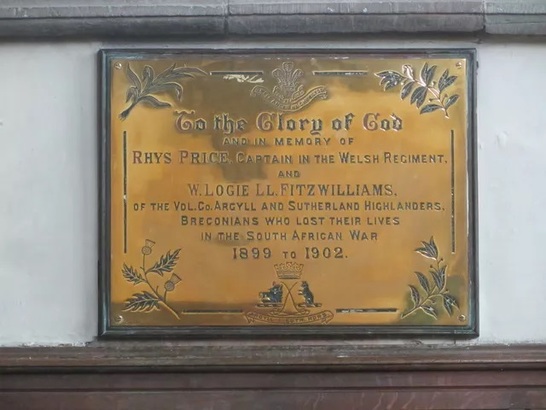 To the Glory of God
AND IN MEMORY OF
RHYS PRICE, CAPTAIN IN THE WELSH REGIMENT,
AND
W. LOGIE LL. FITZWILLIAMS,
OF THE VOL. CO. ARGYLL AND SUTHERLAND HIGHLANDERS,
BRECONIANS WHO LOST THEIR LIVES
IN THE SOUTH AFRICAN WAR
1899 TO 1902.